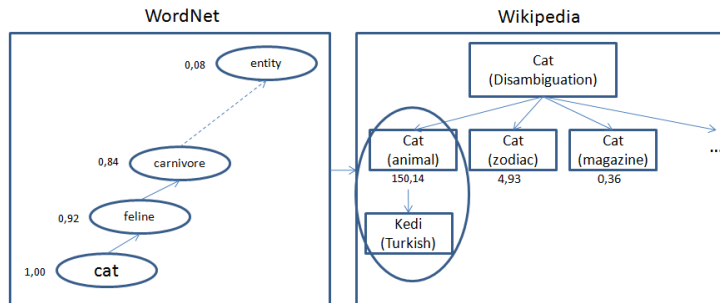 WordNet
0,08
entity
0,84
carnivore
0,92
feline
1,00
cat
Wikipedia
Cat
(Disambiguation)
Cat
(animal)
150,14
Cat
(zodiac)
4,93
Cat
(magazine)
0,36
...
Kedi
(Turkish)